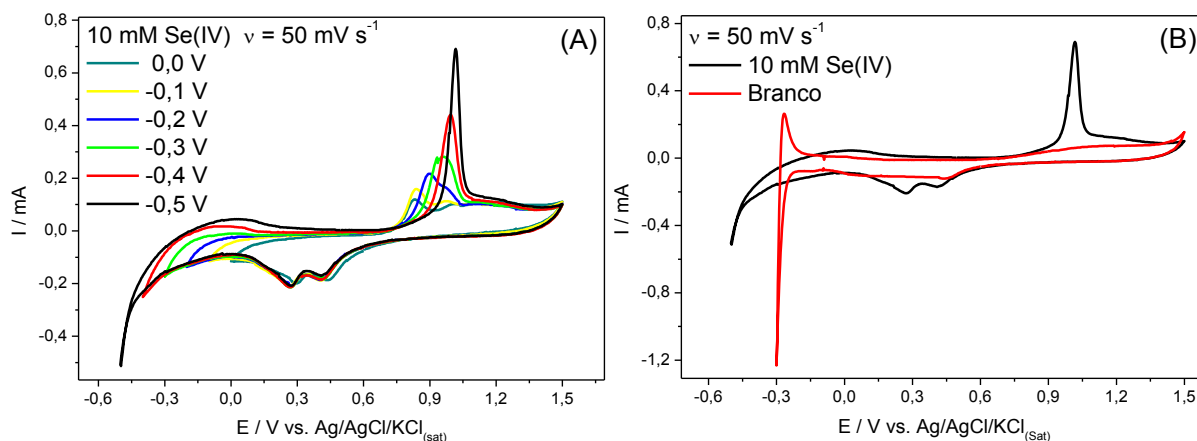 0,8
0,6
0,4
0,2
0,0
-0,2
-0,4
I / mA
10 mM Se(IV) ν = 50 mV s⁻¹
(A)
0,0 V
-0,1 V
-0,2 V
-0,3 V
-0,4 V
-0,5 V
-0,6 -0,3 0,0 0,3 0,6 0,9 1,2 1,5
E / V vs. Ag/AgCl/KCl(sat)
0,8
0,4
0,0
-0,4
-0,8
-1,2
I / mA
ν = 50 mV s⁻¹
(B)
10 mM Se(IV)
Branco
-0,6 -0,3 0,0 0,3 0,6 0,9 1,2 1,5
E / V vs. Ag/AgCl/KCl(Sat)